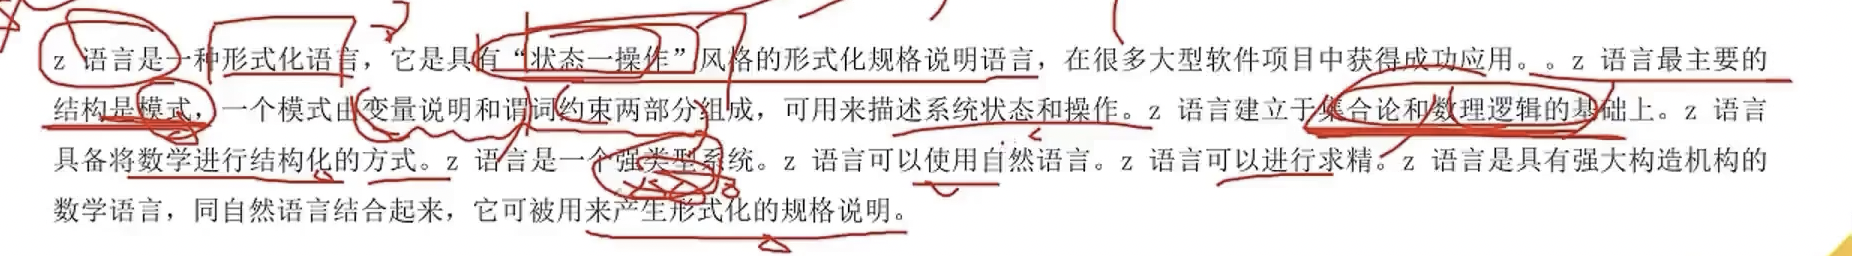 z 语言是一种形式化语言，它是具有“状态一操作”风格的形式化规格说明语言，在很多大型软件项目中获得成功应用。。z 语言最主要的
结构是模式，一个模式由变量说明和谓词约束两部分组成，可用来描述系统状态和操作。z 语言建立于集合论和数理逻辑的基础上。z 语言
具备将数学进行结构化的方式。z 语言是一个强类型系统。z 语言可以使用自然语言。z 语言可以进行求精。z 语言是具有强大构造机构的
数学语言，同自然语言结合起来，它可被用来产生形式化的规格说明。